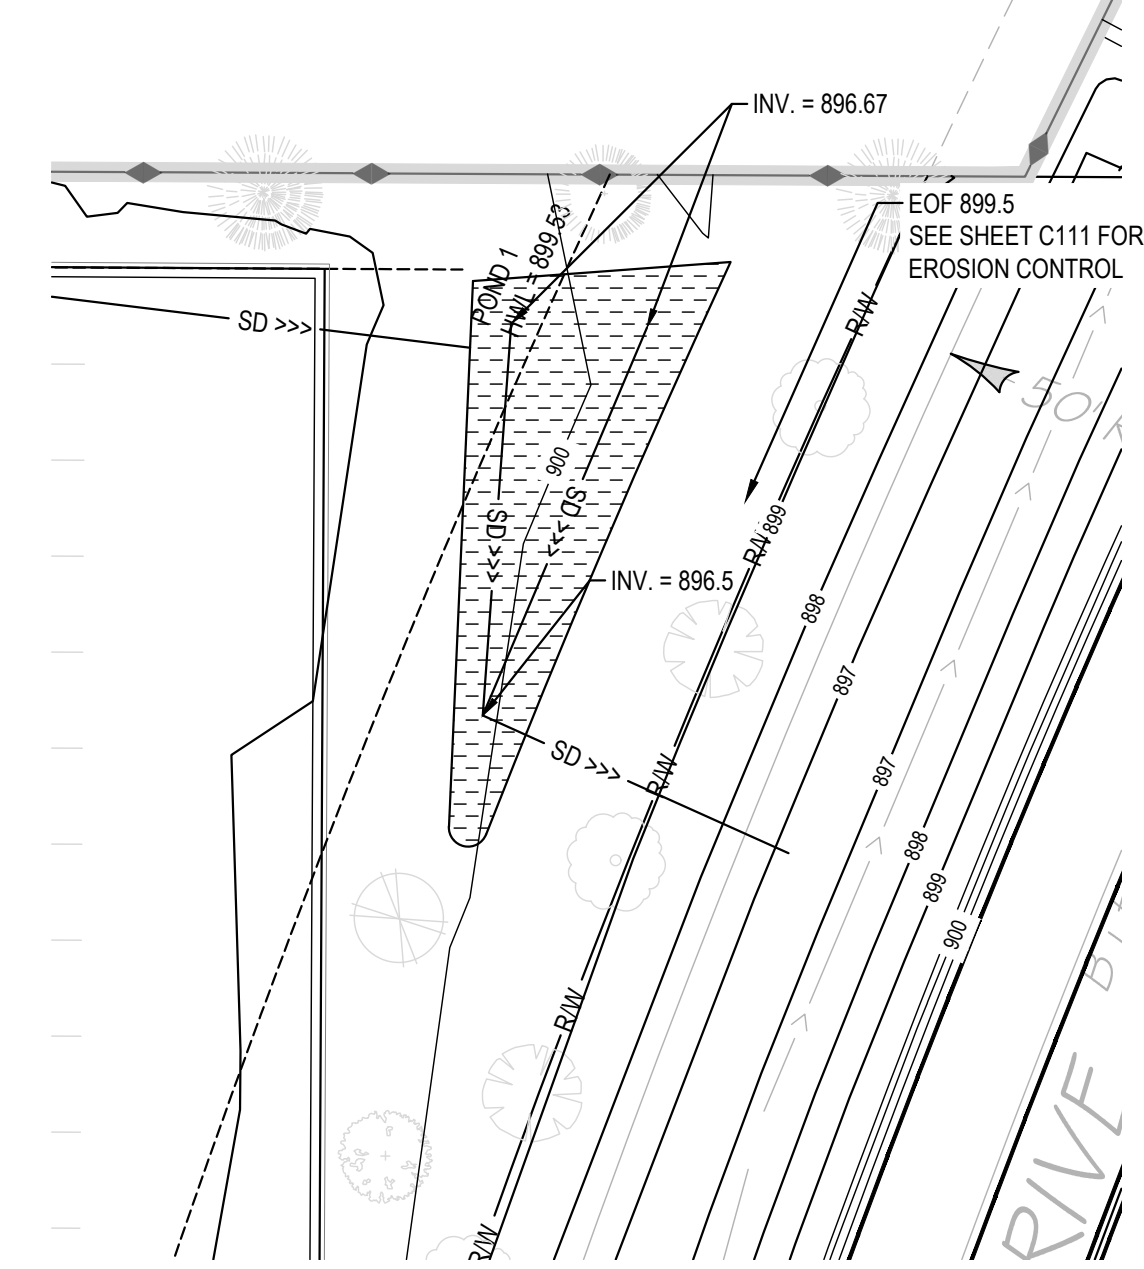 INV. = 896.67
EOF 899.5
SEE SHEET C111 FOR
EROSION CONTROL
POND 1
HWL = 899.53
SD >>>
R/W
50'
900
SD >>>
SD >>>
899
R/W
INV. = 896.5
898
897
SD >>>
R/W
897
898
899
900
R/W
R/W
RIVE